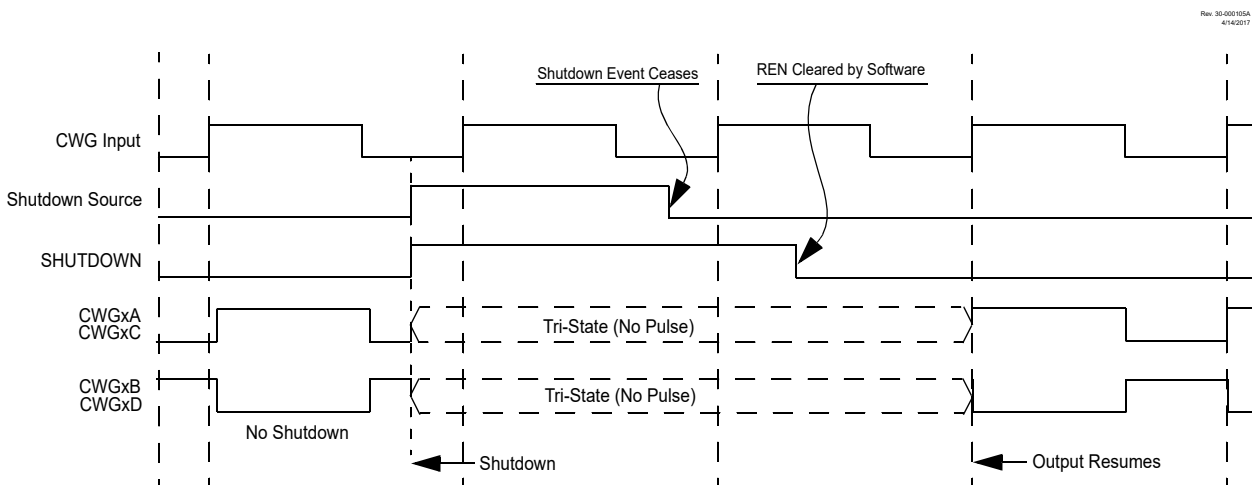 Rev. 30-000105A
4/14/2017
Shutdown Event Ceases
REN Cleared by Software
CWG Input
Shutdown Source
SHUTDOWN
CWGxA
CWGxC
Tri-State (No Pulse)
CWGxB
CWGxD
Tri-State (No Pulse)
No Shutdown
Shutdown
Output Resumes